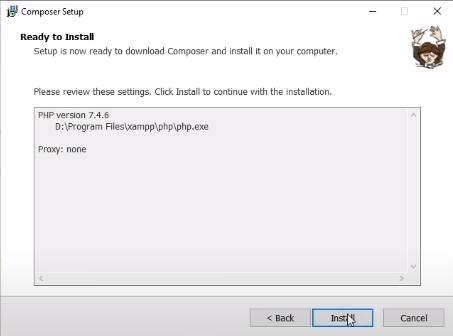 Composer Setup
Ready to Install
Setup is now ready to download Composer and install it on your computer.
Please review these settings. Click Install to continue with the installation.
PHP version 7.4.6
D:\Program Files\xampp\php\php.exe
Proxy: none
< Back
Install
Cancel